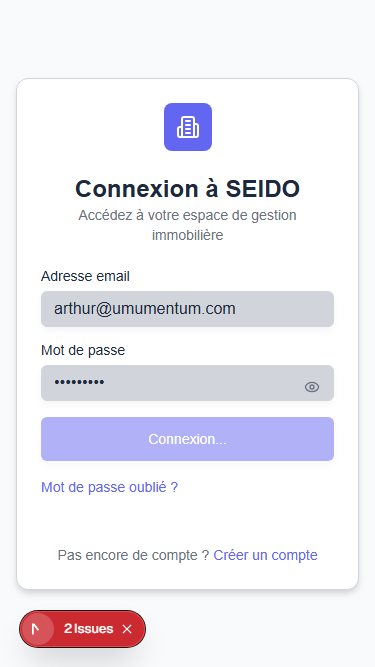 Connexion à SEIDO
Accédez à votre espace de gestion
immobilière
Adresse email
arthur@umumentum.com
Mot de passe
•••••••••
Connexion...
Mot de passe oublié ?
Pas encore de compte ? Créer un compte
2 Issues